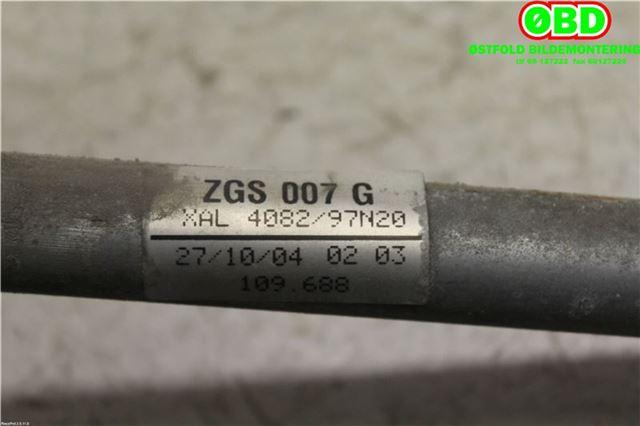 ØBD
ØSTFOLD BILDEMONTERING
ZGS 007 G
XAL 4082/97N20
27/10/04 02 03
109.688